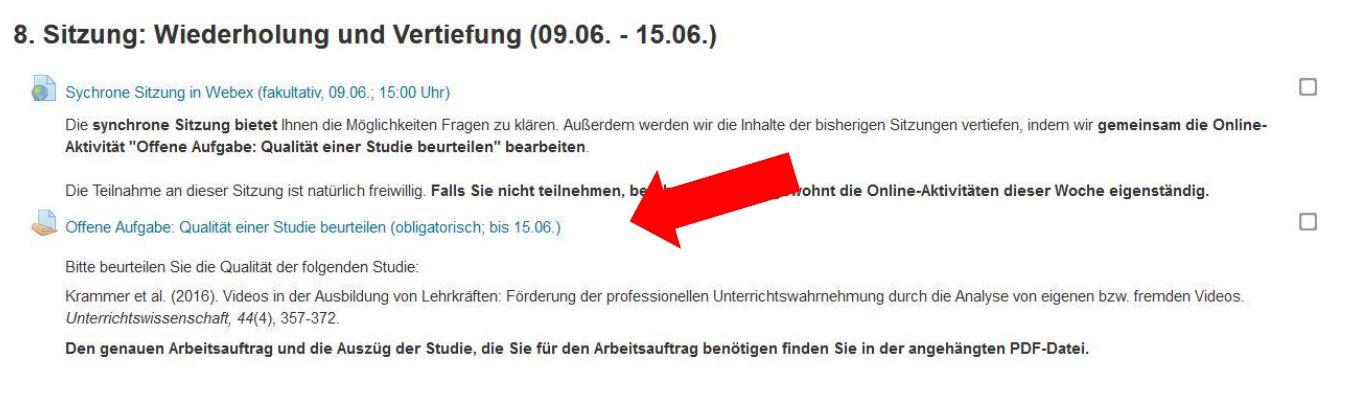 8. Sitzung: Wiederholung und Vertiefung (09.06. - 15.06.)
Sychrone Sitzung in Webex (fakultativ, 09.06.; 15:00 Uhr)
Die synchrone Sitzung bietet Ihnen die Möglichkeiten Fragen zu klären. Außerdem werden wir die Inhalte der bisherigen Sitzungen vertiefen, indem wir gemeinsam die Online-
Aktivität "Offene Aufgabe: Qualität einer Studie beurteilen" bearbeiten.
Die Teilnahme an dieser Sitzung ist natürlich freiwillig. Falls Sie nicht teilnehmen, die Online-Aktivitäten dieser Woche eigenständig.
Offene Aufgabe: Qualität einer Studie beurteilen (obligatorisch; bis 15.06.)
Bitte beurteilen Sie die Qualität der folgenden Studie:
Krammer et al. (2016). Videos in der Ausbildung von Lehrkräften: Förderung der professionellen Unterrichtswahrnehmung durch die Analyse von eigenen bzw. fremden Videos.
Unterrichtswissenschaft, 44(4), 357-372.
Den genauen Arbeitsauftrag und die Auszüg der Studie, die Sie für den Arbeitsauftrag benötigen finden Sie in der angehängten PDF-Datei.